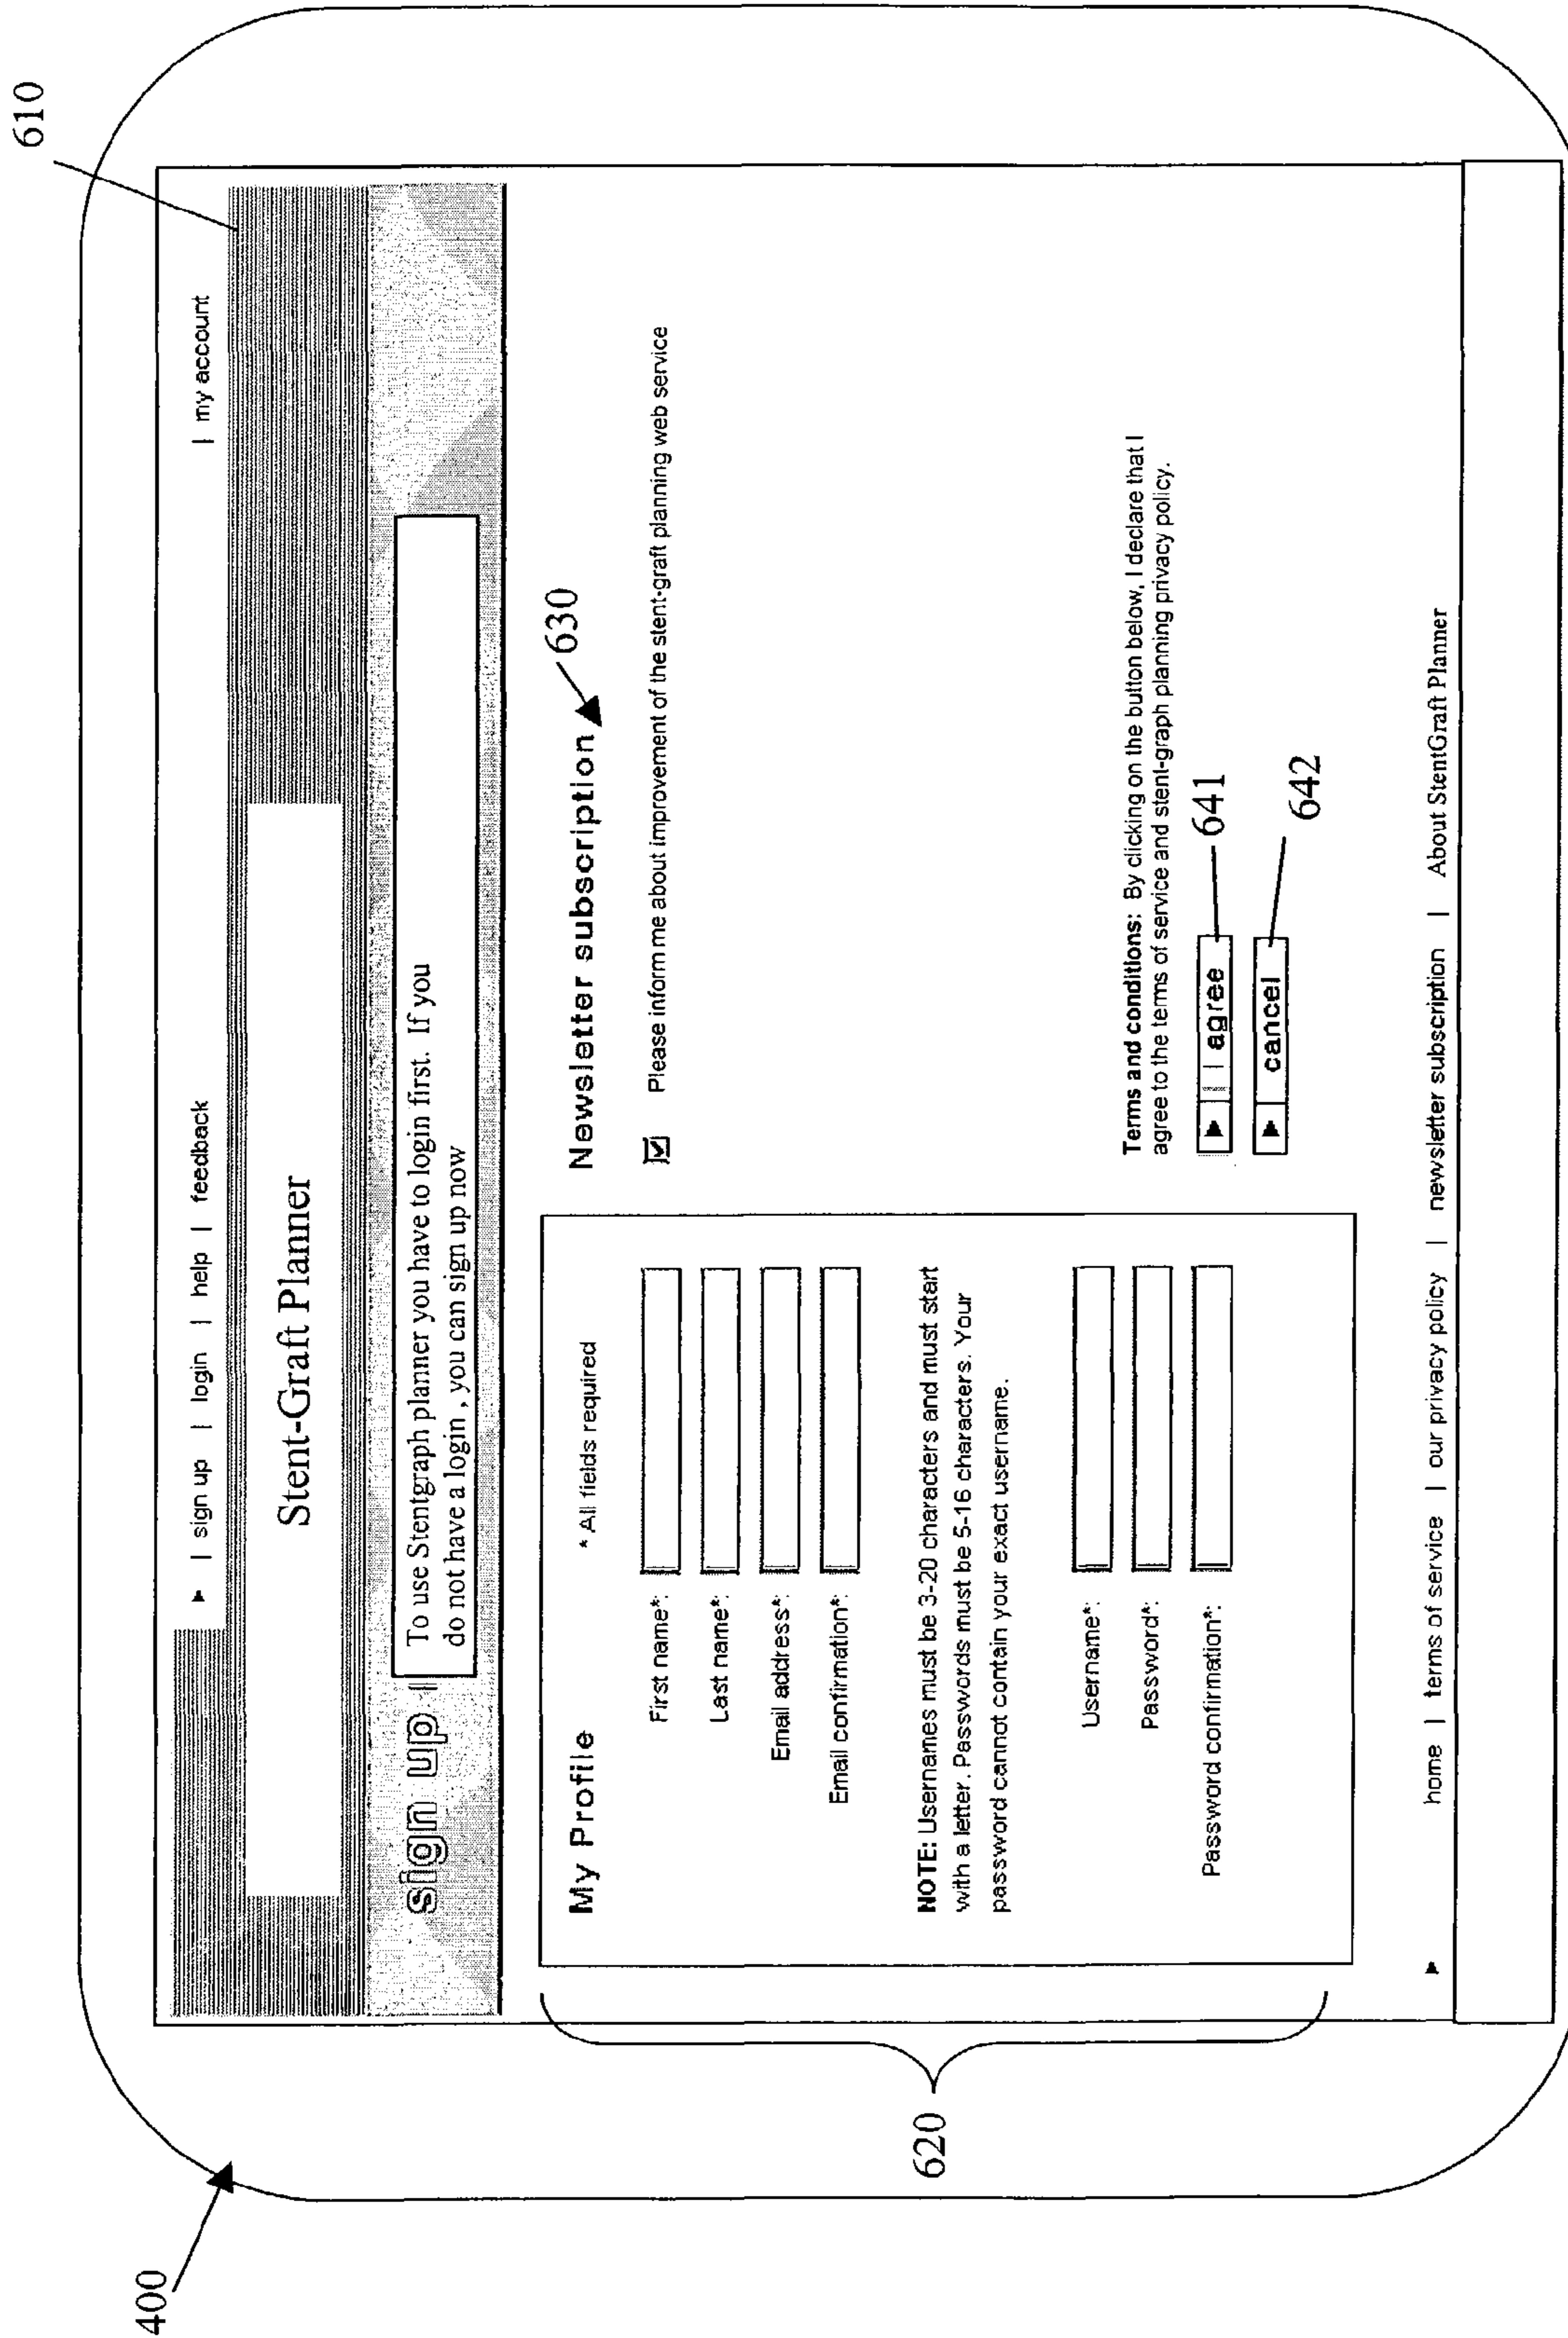 400
610
| sign up | login | help | feedback
| my account
Stent-Graft Planner
sign up |
To use Stentgraph planner you have to login first. If you
do not have a login , you can sign up now
620
My Profile
* All fields required
First name*:
Last name*:
Email address*:
Email confirmation*:
NOTE: Usernames must be 3-20 characters and must start
with a letter. Passwords must be 5-16 characters. Your
password cannot contain your exact username.
Username*:
Password*:
Password confirmation*:
Newsletter subscription
630
Please inform me about improvement of the stent-graft planning web service
Terms and conditions: By clicking on the button below, I declare that I
agree to the terms of service and stent-graph planning privacy policy.
I agree
641
cancel
642
home | terms of service | our privacy policy | newsletter subscription | About StentGraft Planner